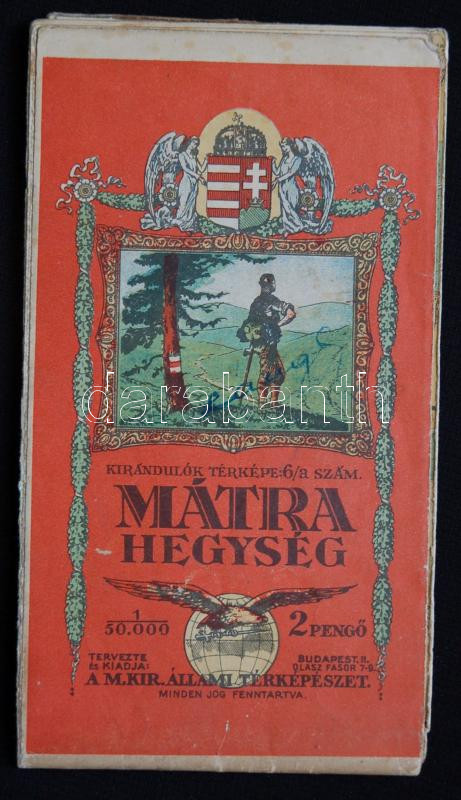 darabanth
KIRÁNDULÓK TÉRKÉPE:6/a SZÁM.
MÁTRA
HEGYSÉG
1
50.000
2 PENGŐ
TERVEZTE
és KIADJA:
BUDAPEST.II.
OLASZ FASOR 7-9.
A M.KIR.ÁLLAMI TÉRKÉPÉSZET.
MINDEN JOG FENNTARTVA.